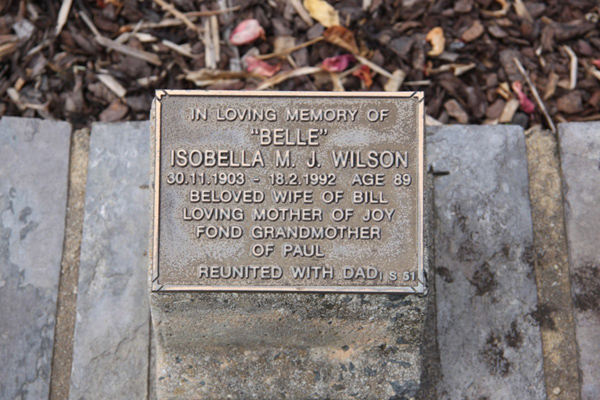 IN LOVING MEMORY OF
"BELLE"
ISOBELLA M. J. WILSON
30.11.1903 - 18.2.1992 AGE 89
BELOVED WIFE OF BILL
LOVING MOTHER OF JOY
FOND GRANDMOTHER
OF PAUL
REUNITED WITH DAD S 51